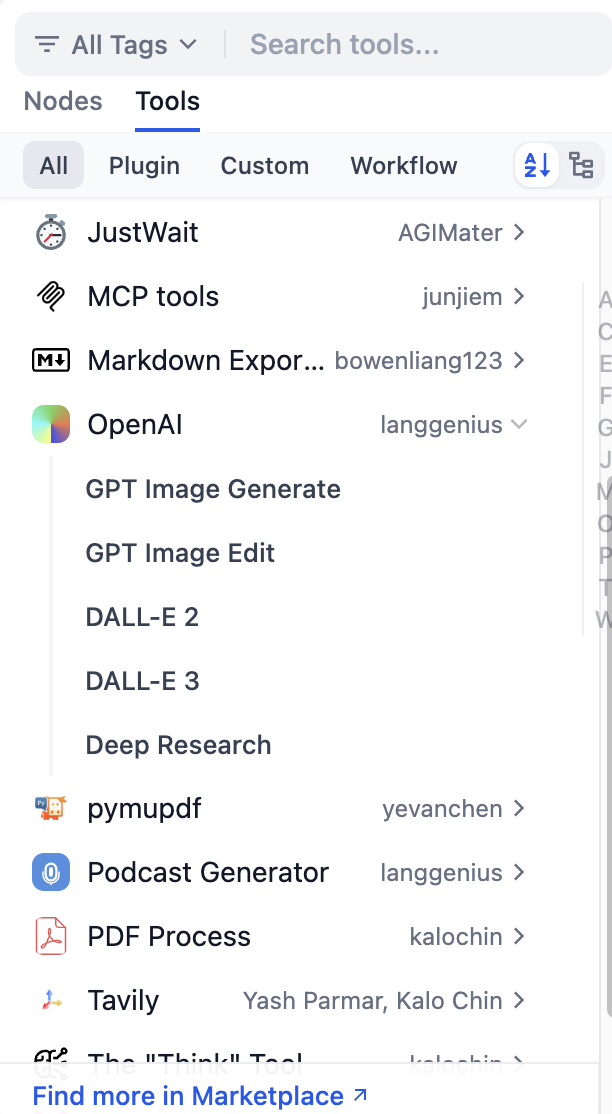 All Tags Search tools...
Nodes Tools
All Plugin Custom Workflow A Z
JustWait AGIMater
MCP tools junjiem
M Markdown Expor... bowenliang123
OpenAI langgenius
GPT Image Generate
GPT Image Edit
DALL-E 2
DALL-E 3
Deep Research
Py pymupdf yevanchen
Podcast Generator langgenius
PDF Process kalochin
Tavily Yash Parmar, Kalo Chin
The "Think" Tool kalochin
Find more in Marketplace
A
C
E
F
G
J
M
O
P
T
W